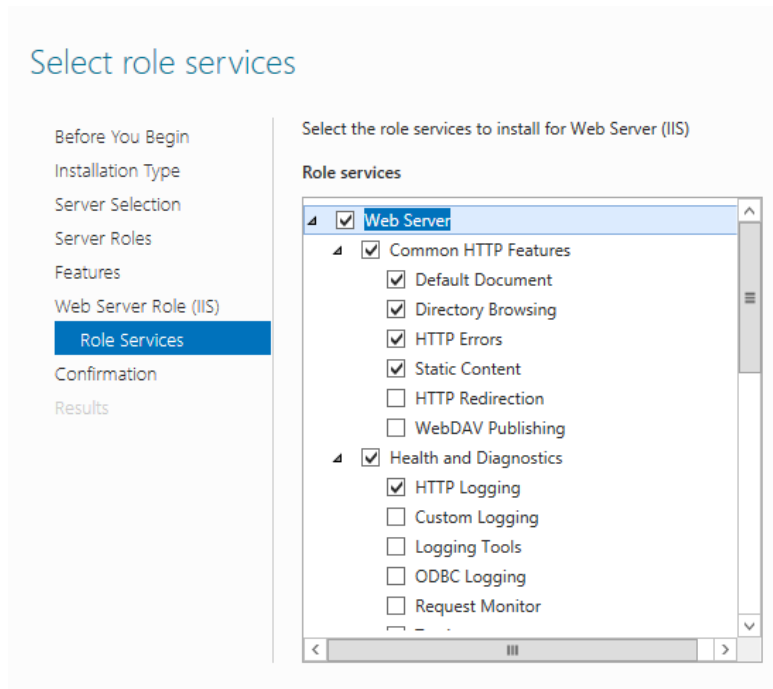 Select role services
Before You Begin
Installation Type
Server Selection
Server Roles
Features
Web Server Role (IIS)
Role Services
Confirmation
Results
Select the role services to install for Web Server (IIS)
Role services
Web Server
Common HTTP Features
Default Document
Directory Browsing
HTTP Errors
Static Content
HTTP Redirection
WebDAV Publishing
Health and Diagnostics
HTTP Logging
Custom Logging
Logging Tools
ODBC Logging
Request Monitor